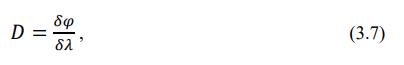 D = δφ/δλ, (3.7)